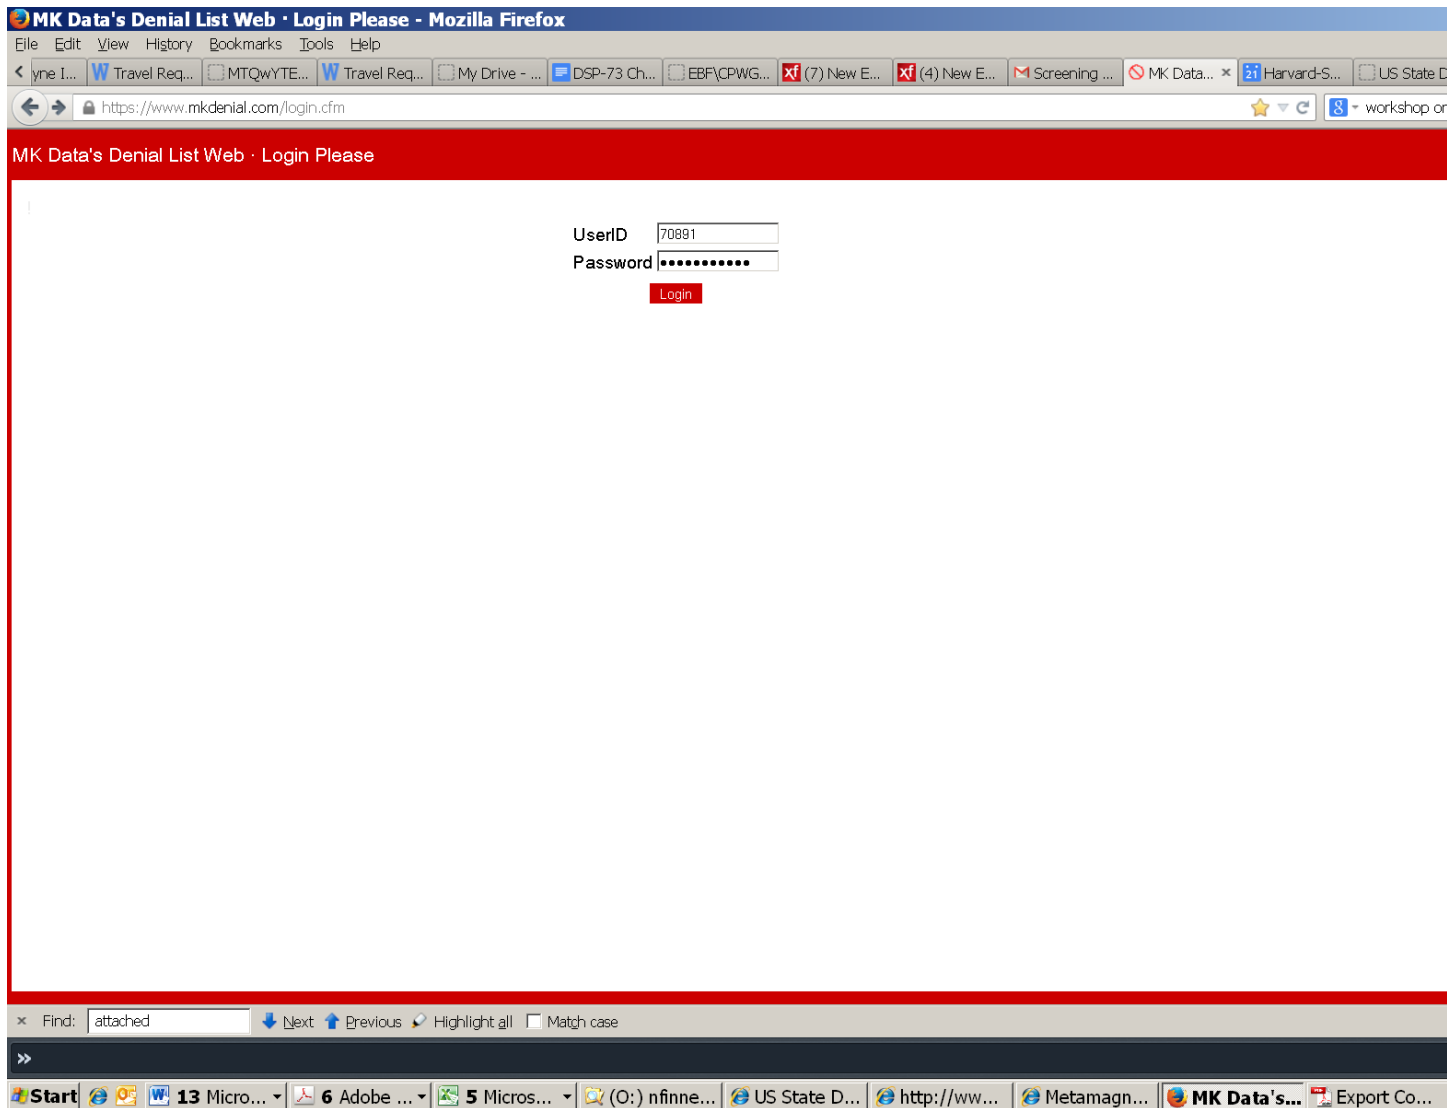 MK Data's Denial List Web · Login Please - Mozilla Firefox
File Edit View History Bookmarks Tools Help
yne I... Travel Req... MTQwYTE... Travel Req... My Drive - ... DSP-73 Ch... EBF\CPWG... (7) New E... (4) New E... Screening ... MK Data... × 21 Harvard-S... US State D
https://www.mkdenial.com/login.cfm workshop or
MK Data's Denial List Web · Login Please
UserID 70891
Password •••••••••••
Login
× Find: attached Next Previous Highlight all Match case
»
Start 13 Micro... 6 Adobe ... 5 Micros... (O:) nfinne... US State D... http://ww... Metamagn... MK Data's... Export Co...